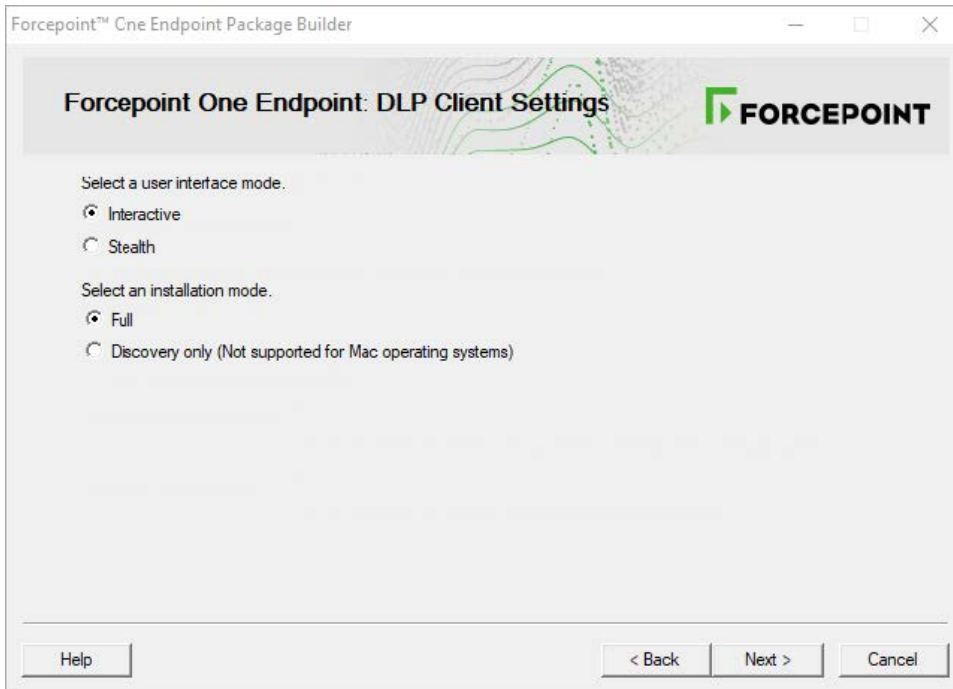 Forcepoint™ One Endpoint Package Builder
Forcepoint One Endpoint: DLP Client Settings
FORCEPOINT
Select a user interface mode.
Interactive
Stealth
Select an installation mode.
Full
Discovery only (Not supported for Mac operating systems)
Help
< Back
Next >
Cancel